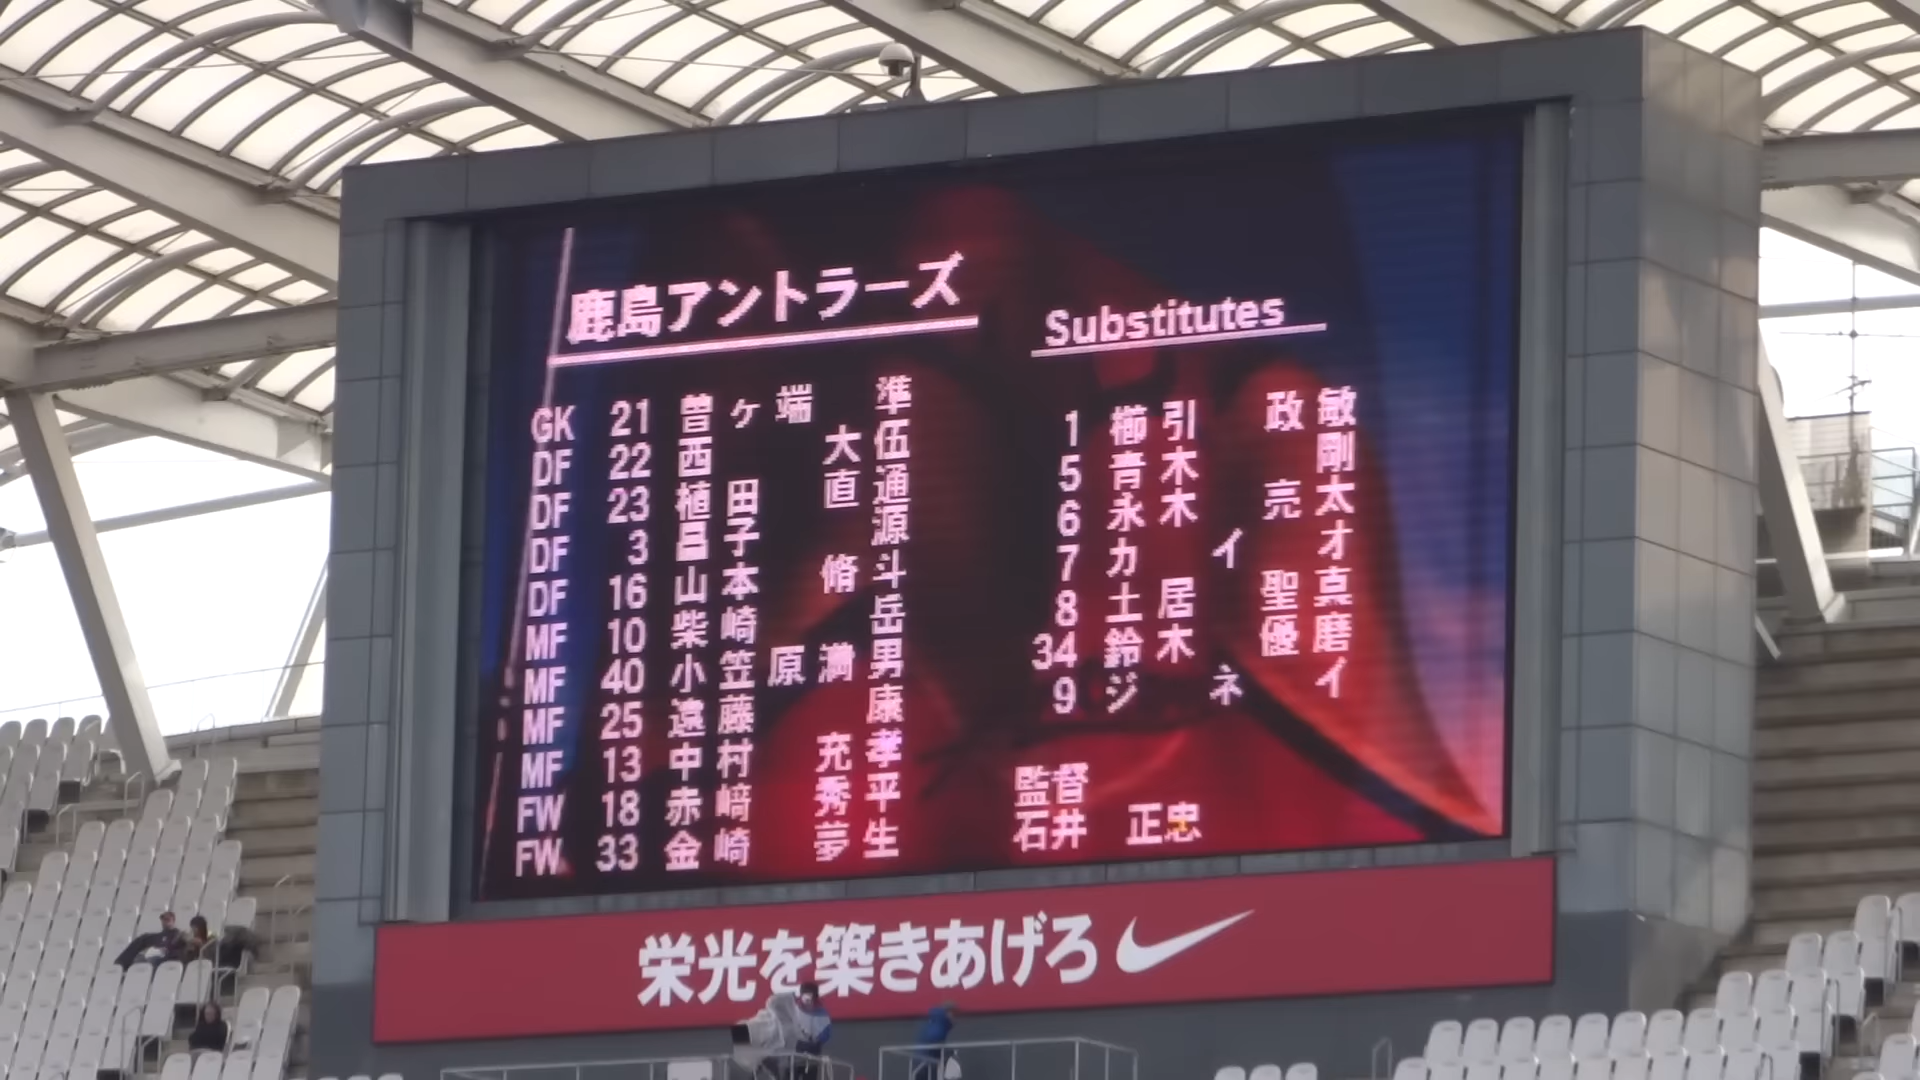 鹿島アントラーズ
GK 21 曽ケ端 準
DF 22 西 大伍
DF 23 植田 直通
DF 3 昌子 源
DF 16 山本 脩斗
MF 10 柴崎 岳
MF 40 小笠原 満男
MF 25 遠藤 康
MF 13 中村 充孝
FW 18 赤﨑 秀平
FW 33 金崎 夢生
Substitutes
1 櫛引 政敏
5 青木 剛
6 永木 亮太
7 カイオ
8 土居 聖真
34 鈴木 優磨
9 ジネイ
監督
石井 正忠
栄光を築きあげろ